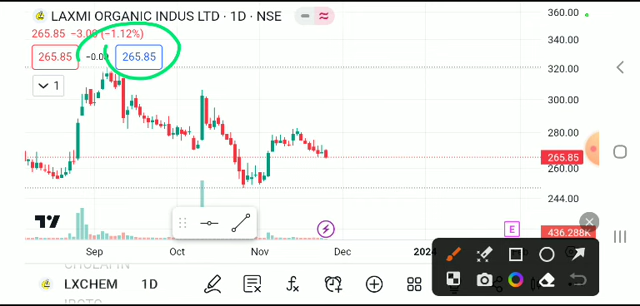 LAXMI ORGANIC INDUS LTD · 1D · NSE
265.85 −3.00 (−1.12%)
265.85 −0.00 265.85
1
360.00
340.00
320.00
300.00
280.00
265.85
260.00
244.00
436.288K
E
Sep Oct Nov Dec 2024
LXCHEM 1D